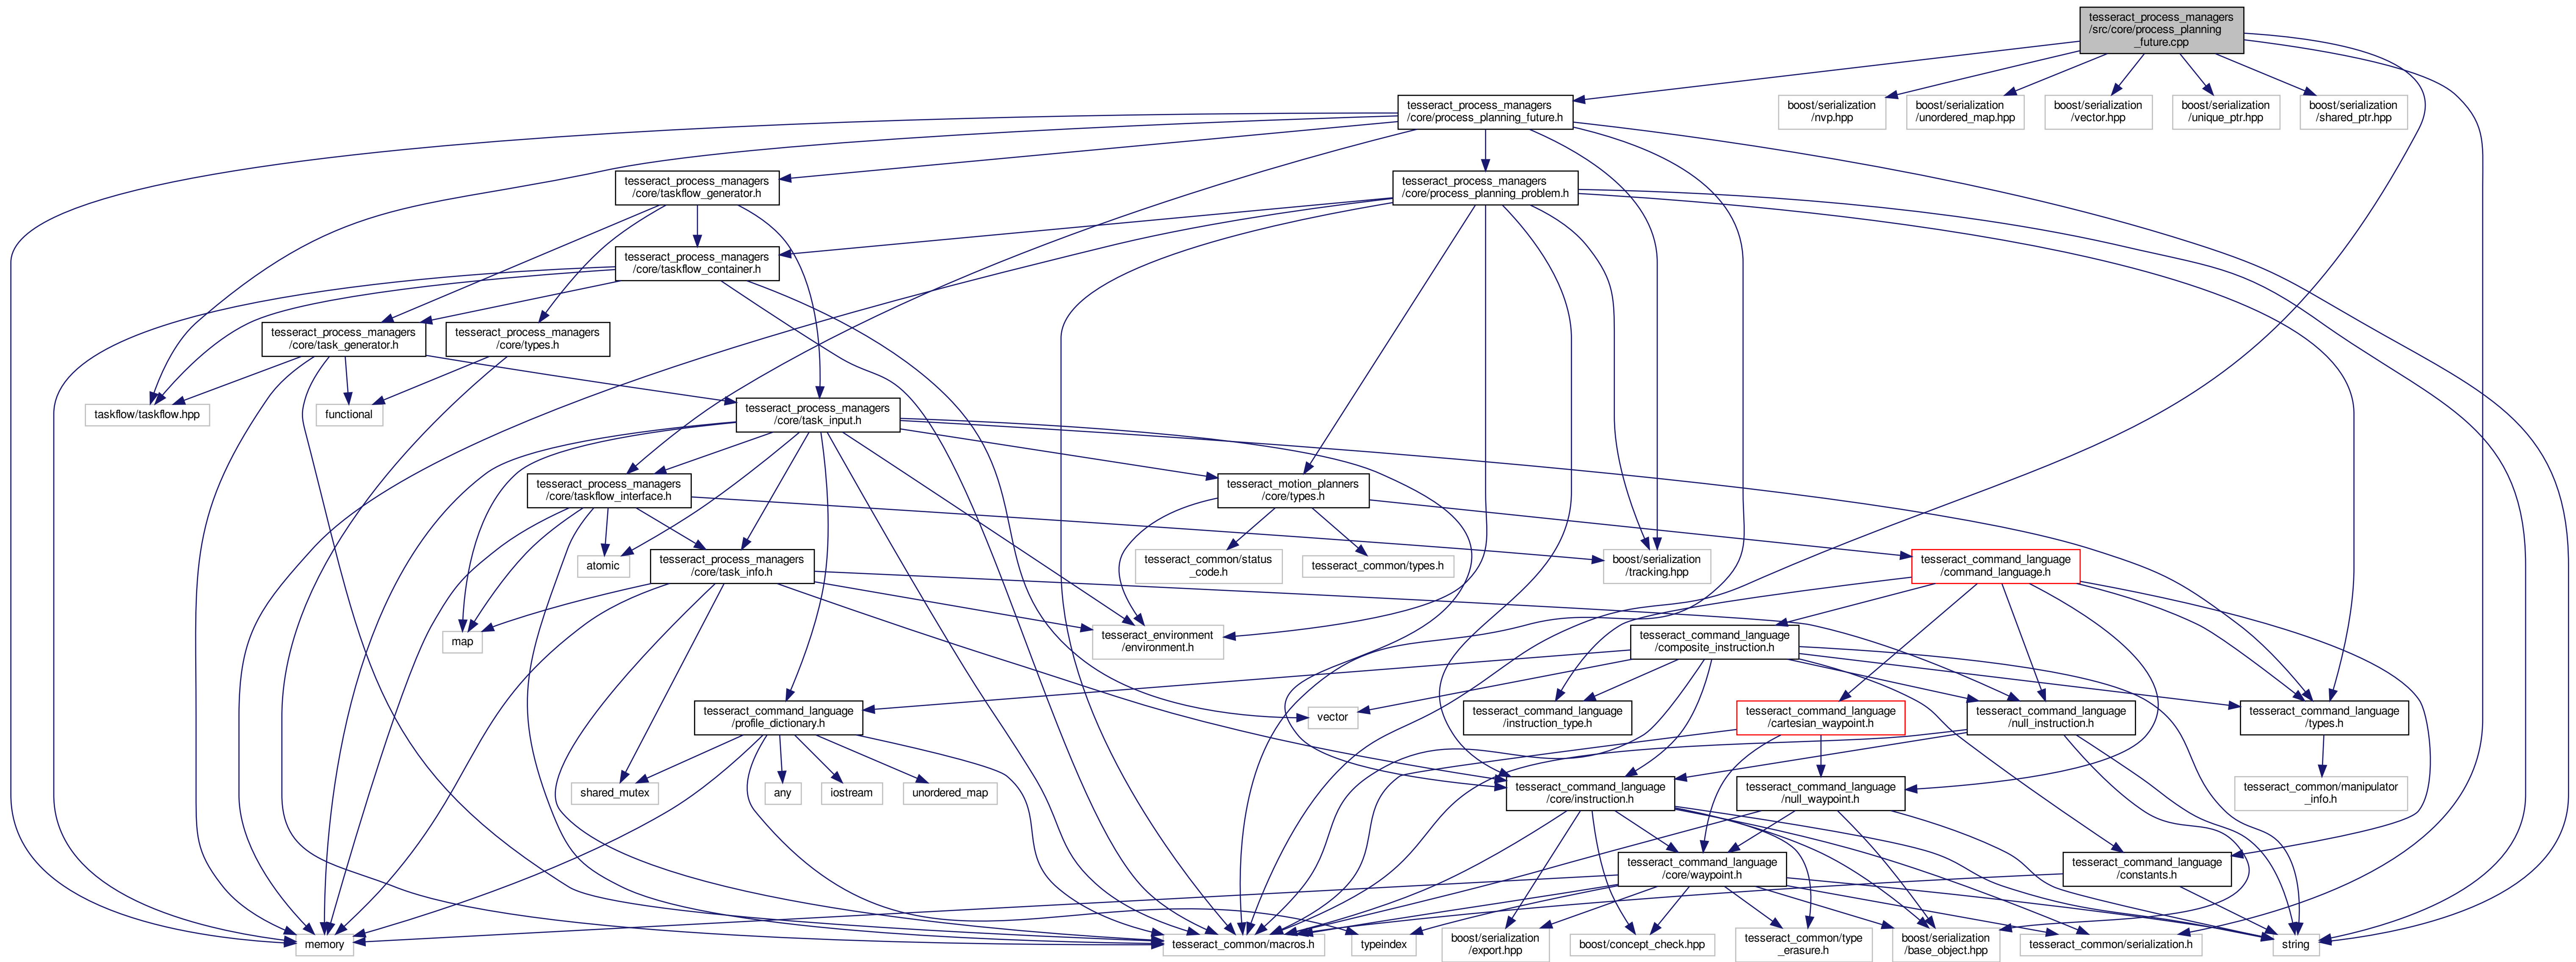 tesseract_process_managers
/src/core/process_planning
_future.cpp
tesseract_process_managers
/core/process_planning_future.h
boost/serialization
/nvp.hpp
boost/serialization
/unordered_map.hpp
boost/serialization
/vector.hpp
boost/serialization
/unique_ptr.hpp
boost/serialization
/shared_ptr.hpp
tesseract_process_managers
/core/taskflow_generator.h
tesseract_process_managers
/core/process_planning_problem.h
tesseract_process_managers
/core/taskflow_container.h
tesseract_process_managers
/core/task_generator.h
tesseract_process_managers
/core/types.h
taskflow/taskflow.hpp
functional
tesseract_process_managers
/core/task_input.h
tesseract_process_managers
/core/taskflow_interface.h
tesseract_motion_planners
/core/types.h
atomic
tesseract_process_managers
/core/task_info.h
tesseract_common/status
_code.h
tesseract_common/types.h
boost/serialization
/tracking.hpp
tesseract_command_language
/command_language.h
map
tesseract_environment
/environment.h
tesseract_command_language
/composite_instruction.h
tesseract_command_language
/profile_dictionary.h
vector
tesseract_command_language
/instruction_type.h
tesseract_command_language
/cartesian_waypoint.h
tesseract_command_language
/null_instruction.h
tesseract_command_language
/types.h
shared_mutex
any
iostream
unordered_map
tesseract_command_language
/core/instruction.h
tesseract_command_language
/null_waypoint.h
tesseract_common/manipulator
_info.h
tesseract_command_language
/core/waypoint.h
tesseract_command_language
/constants.h
memory
tesseract_common/macros.h
typeindex
boost/serialization
/export.hpp
boost/concept_check.hpp
tesseract_common/type
_erasure.h
boost/serialization
/base_object.hpp
tesseract_common/serialization.h
string